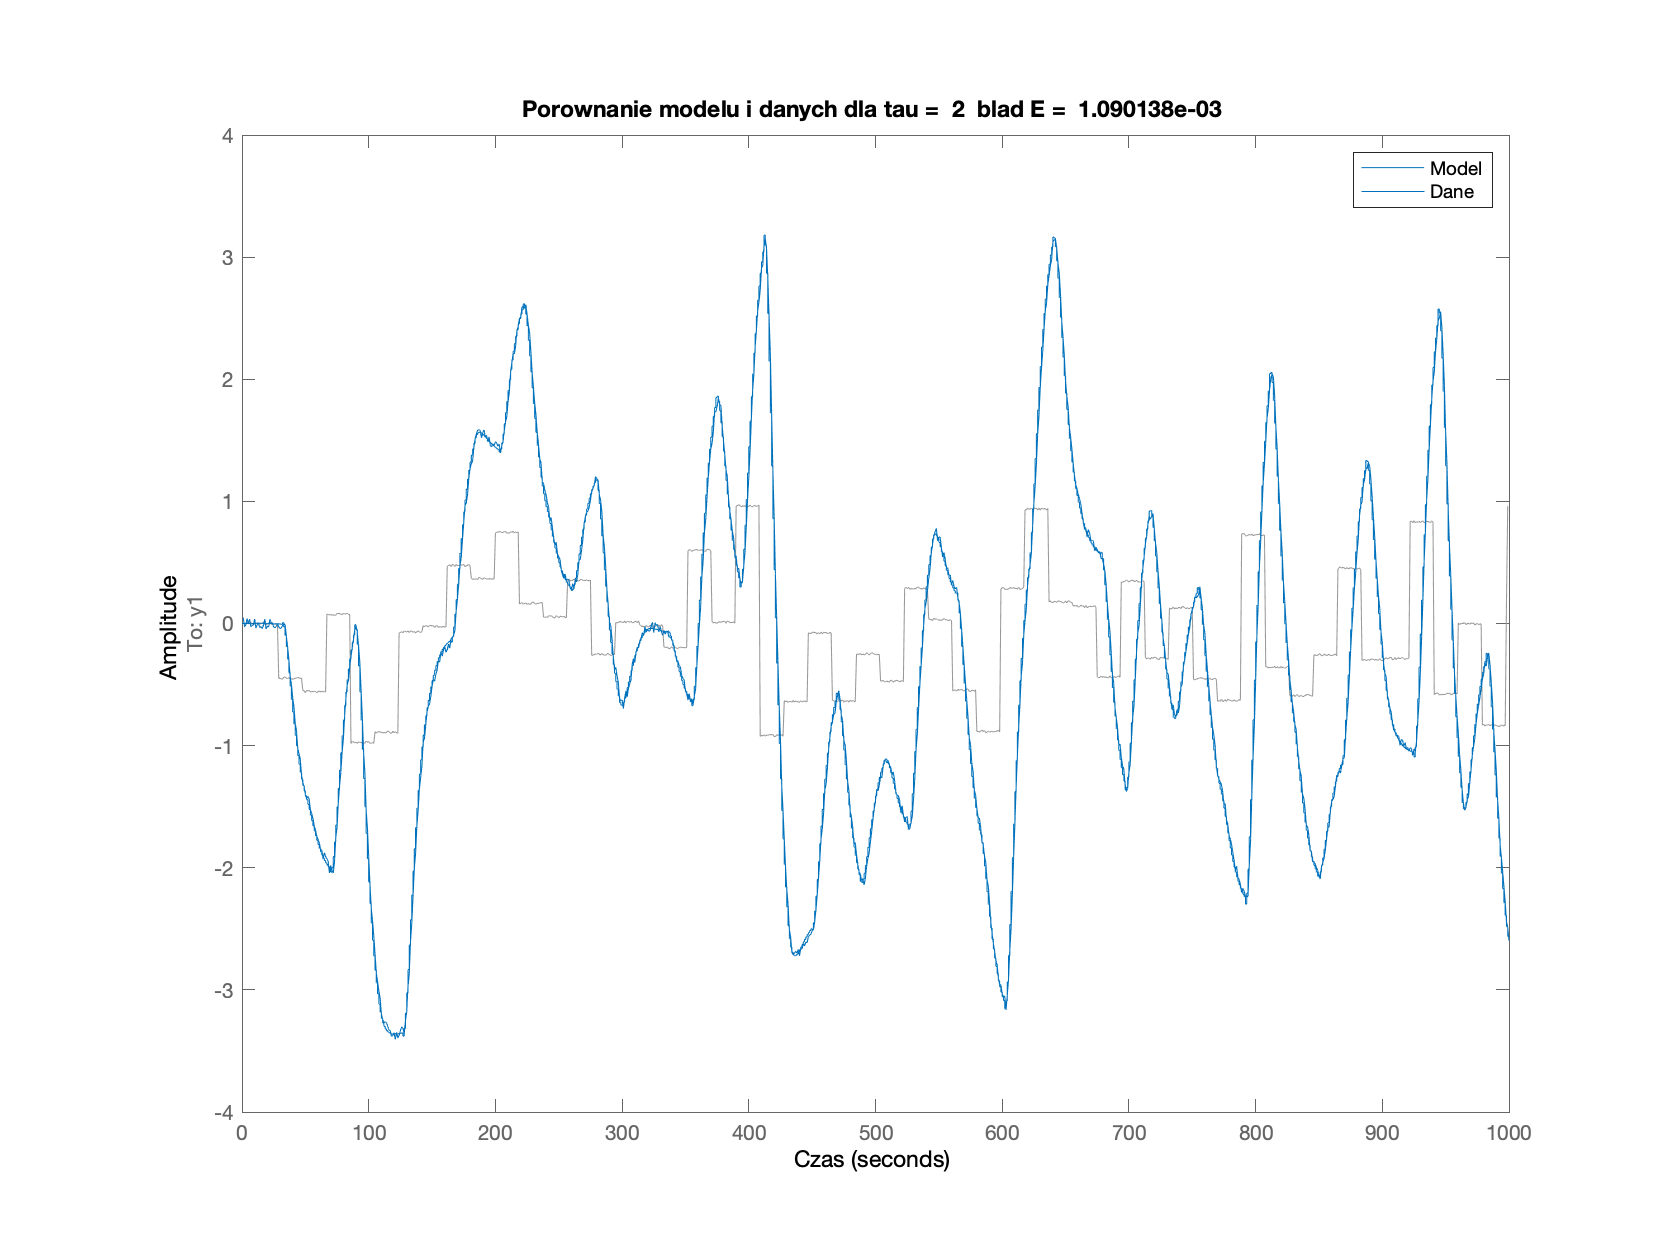 Porownanie modelu i danych dla tau = 2 blad E = 1.090138e-03
Model
Dane
4
3
2
1
0
-1
-2
-3
-4
Amplitude
To: y1
0 100 200 300 400 500 600 700 800 900 1000
Czas (seconds)